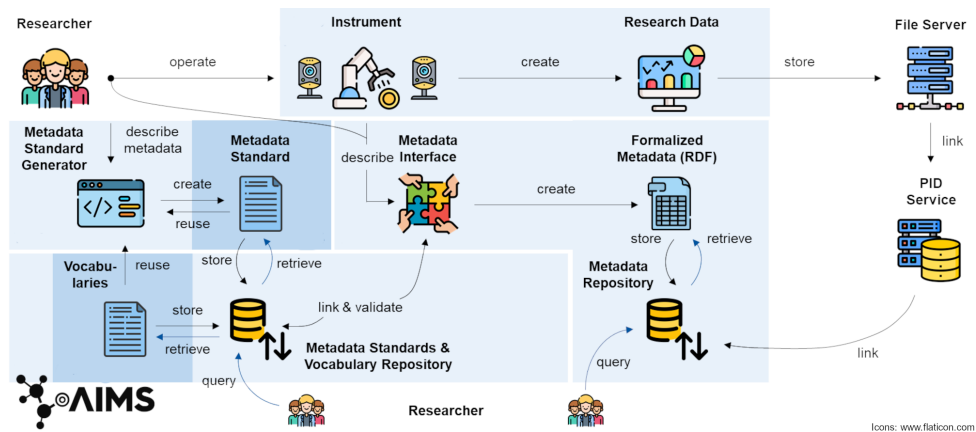 Researcher
Instrument
Research Data
File Server
operate
create
store
Metadata
Standard
Generator
describe
metadata
Metadata
Standard
describe
Metadata
Interface
Formalized
Metadata (RDF)
link
create
reuse
create
PID
Service
store
retrieve
store
retrieve
Vocabu-
laries
reuse
Metadata
Repository
store
retrieve
link & validate
Metadata Standards &
Vocabulary Repository
link
query
query
AIMS
Researcher
Icons: www.flaticon.com